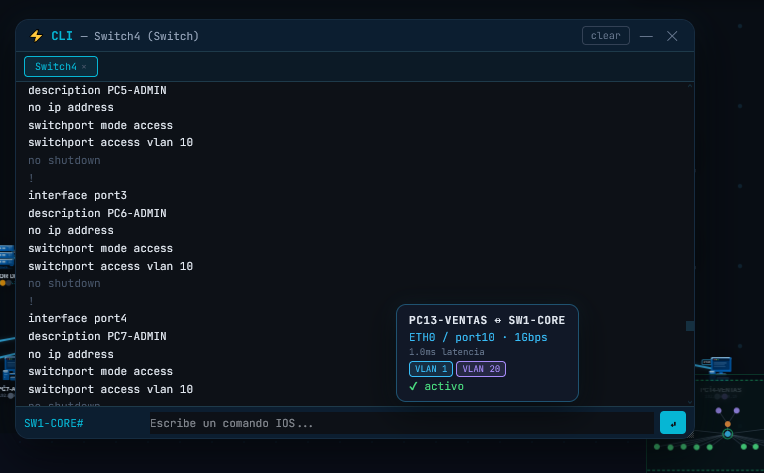 ⚡ CLI — Switch4 (Switch)
clear — ×
Switch4 ×
description PC5-ADMIN
no ip address
switchport mode access
switchport access vlan 10
no shutdown
!
interface port3
description PC6-ADMIN
no ip address
switchport mode access
switchport access vlan 10
no shutdown
!
interface port4
description PC7-ADMIN
no ip address
switchport mode access
switchport access vlan 10
no shutdown
PC13-VENTAS ↔ SW1-CORE
ETH0 / port10 · 1Gbps
1.0ms latencia
VLAN 1 VLAN 20
✓ activo
SW1-CORE#
Escribe un comando IOS...